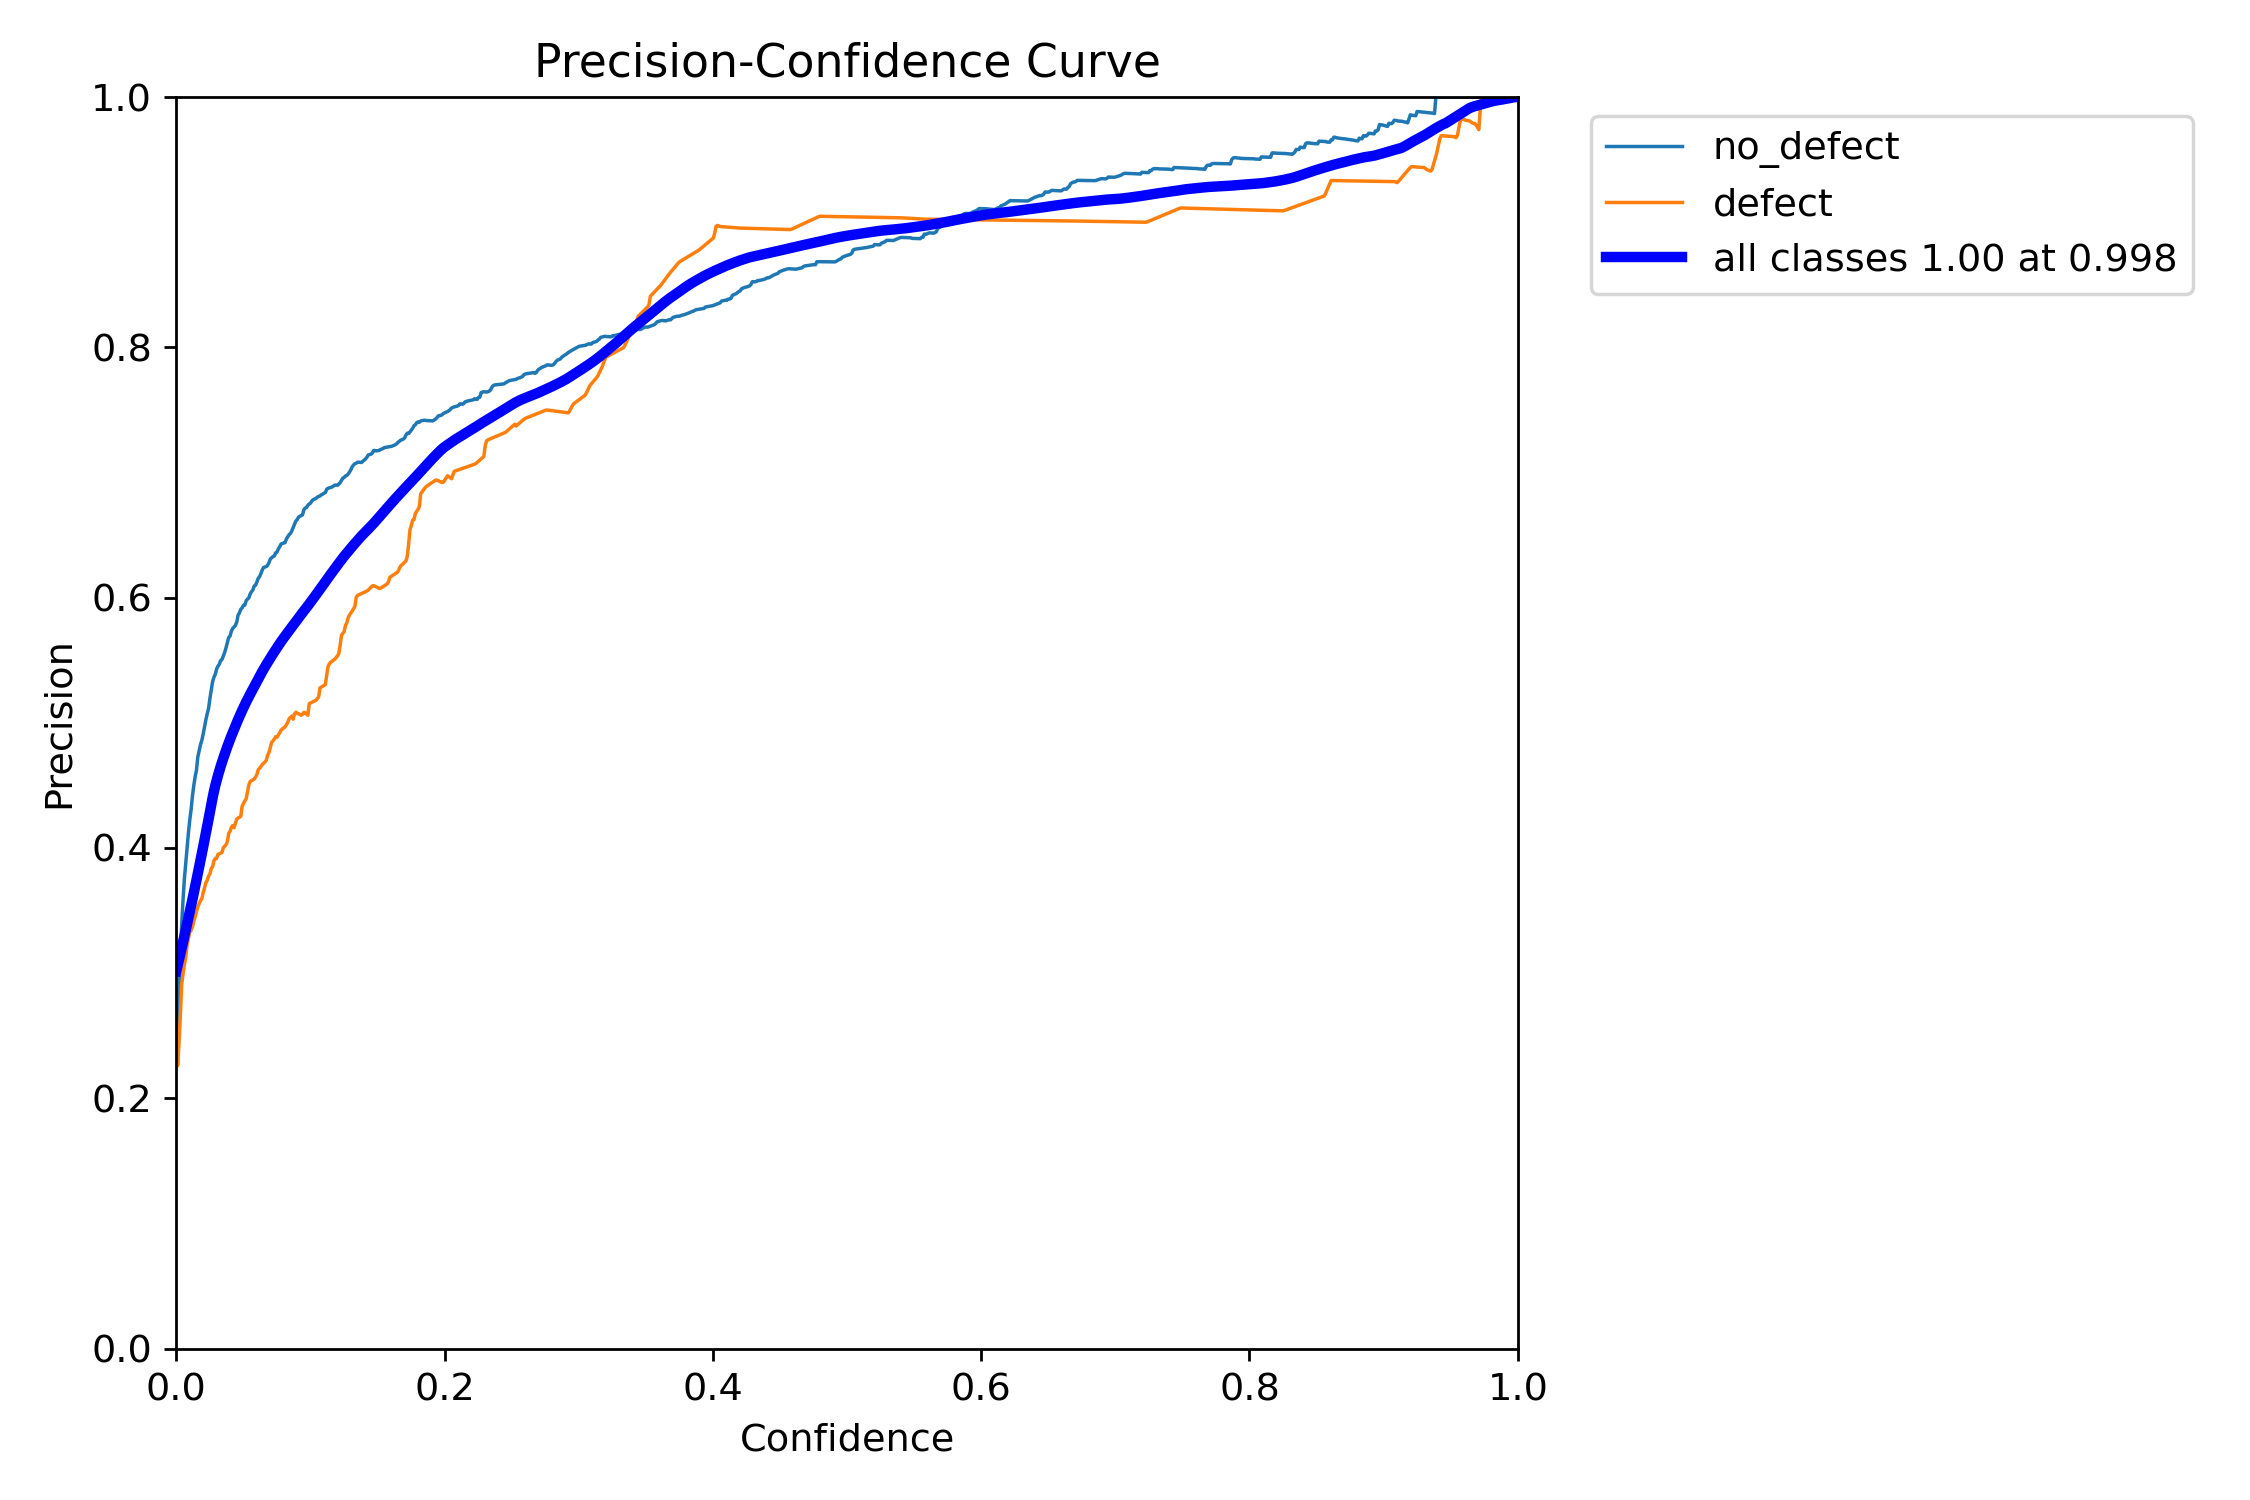 Precision-Confidence Curve
1.0
0.8
0.6
0.4
0.2
0.0
Precision
0.0 0.2 0.4 0.6 0.8 1.0
Confidence
no_defect
defect
all classes 1.00 at 0.998